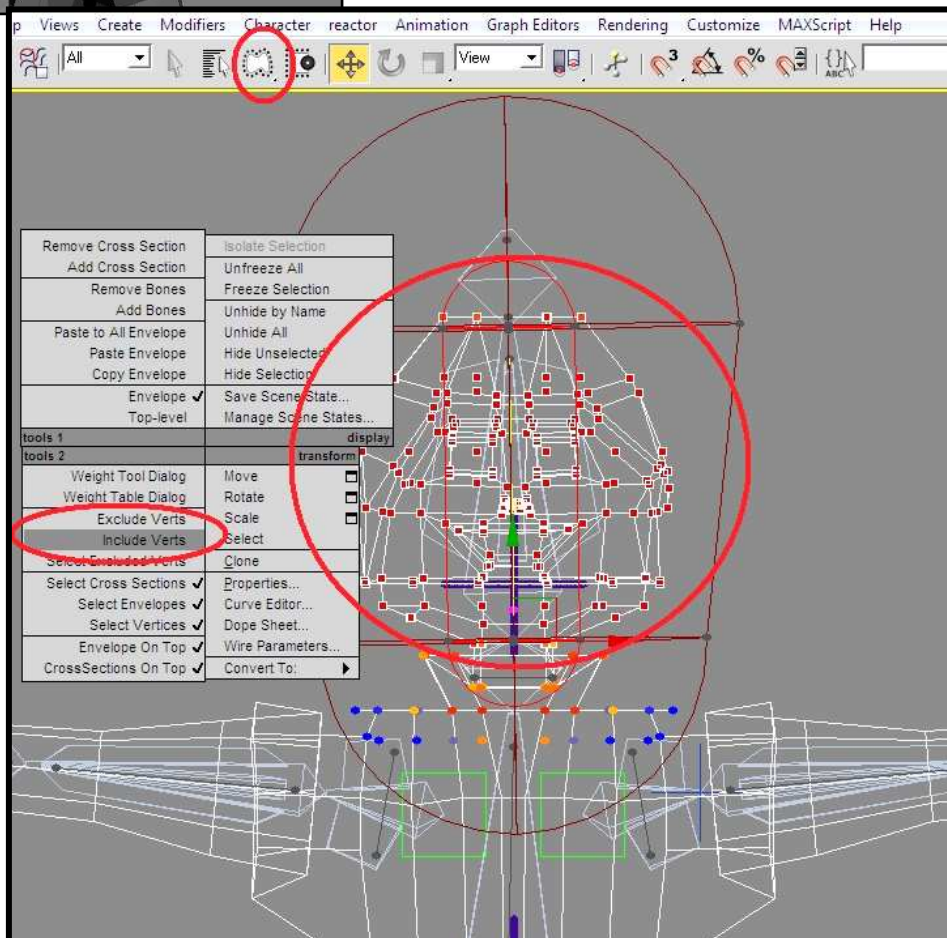 p Views Create Modifiers Character reactor Animation Graph Editors Rendering Customize MAXScript Help
All
View
3
%
ABC
Remove Cross Section
Add Cross Section
Remove Bones
Add Bones
Paste to All Envelope
Paste Envelope
Copy Envelope
Envelope ✔
Top-level
tools 1
Isolate Selection
Unfreeze All
Freeze Selection
Unhide by Name
Unhide All
Hide Unselected
Hide Selection
Save Scene State...
Manage Scene States...
display
tools 2
Weight Tool Dialog
Weight Table Dialog
Exclude Verts
Include Verts
Select Excluded Verts
Select Cross Sections ✔
Select Envelopes ✔
Select Vertices ✔
Envelope On Top ✔
CrossSections On Top ✔
transform
Move
Rotate
Scale
Select
Clone
Properties...
Curve Editor...
Dope Sheet...
Wire Parameters...
Convert To: